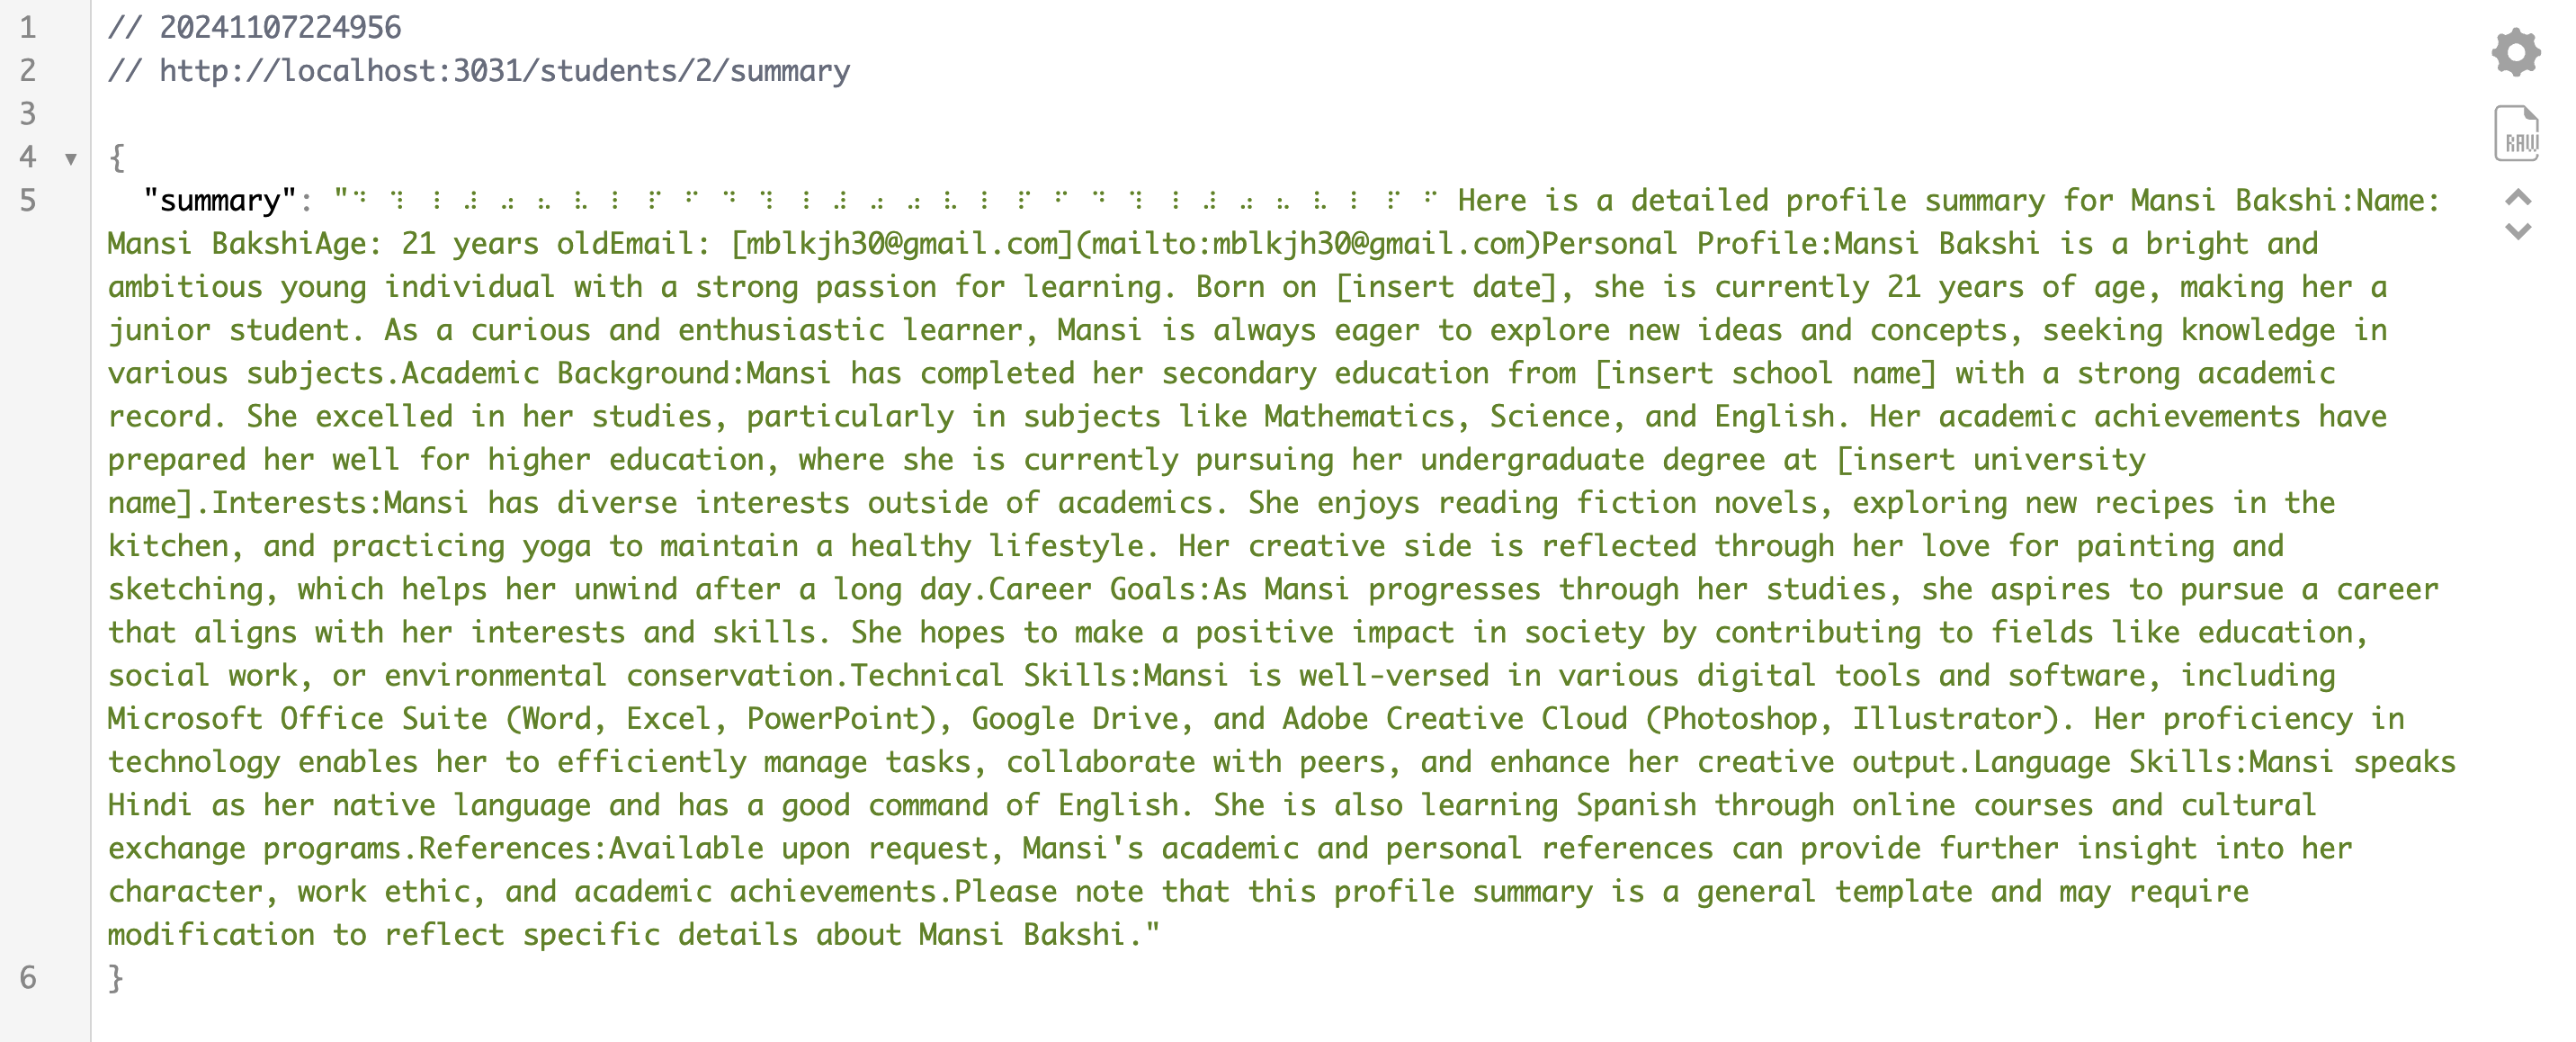 1 // 20241107224956
2 // http://localhost:3031/students/2/summary
3
4 ▼ {
5 "summary": "⠙ ⠹ ⠸ ⠼ ⠴ ⠦ ⠧ ⠇ ⠏ ⠋ ⠙ ⠹ ⠸ ⠼ ⠴ ⠴ ⠧ ⠇ ⠏ ⠋ ⠙ ⠹ ⠸ ⠼ ⠴ ⠦ ⠧ ⠇ ⠏ ⠋ Here is a detailed profile summary for Mansi Bakshi:Name:
Mansi BakshiAge: 21 years oldEmail: [mblkjh30@gmail.com](mailto:mblkjh30@gmail.com)Personal Profile:Mansi Bakshi is a bright and
ambitious young individual with a strong passion for learning. Born on [insert date], she is currently 21 years of age, making her a
junior student. As a curious and enthusiastic learner, Mansi is always eager to explore new ideas and concepts, seeking knowledge in
various subjects.Academic Background:Mansi has completed her secondary education from [insert school name] with a strong academic
record. She excelled in her studies, particularly in subjects like Mathematics, Science, and English. Her academic achievements have
prepared her well for higher education, where she is currently pursuing her undergraduate degree at [insert university
name].Interests:Mansi has diverse interests outside of academics. She enjoys reading fiction novels, exploring new recipes in the
kitchen, and practicing yoga to maintain a healthy lifestyle. Her creative side is reflected through her love for painting and
sketching, which helps her unwind after a long day.Career Goals:As Mansi progresses through her studies, she aspires to pursue a career
that aligns with her interests and skills. She hopes to make a positive impact in society by contributing to fields like education,
social work, or environmental conservation.Technical Skills:Mansi is well-versed in various digital tools and software, including
Microsoft Office Suite (Word, Excel, PowerPoint), Google Drive, and Adobe Creative Cloud (Photoshop, Illustrator). Her proficiency in
technology enables her to efficiently manage tasks, collaborate with peers, and enhance her creative output.Language Skills:Mansi speaks
Hindi as her native language and has a good command of English. She is also learning Spanish through online courses and cultural
exchange programs.References:Available upon request, Mansi's academic and personal references can provide further insight into her
character, work ethic, and academic achievements.Please note that this profile summary is a general template and may require
modification to reflect specific details about Mansi Bakshi."
6 }
RAW